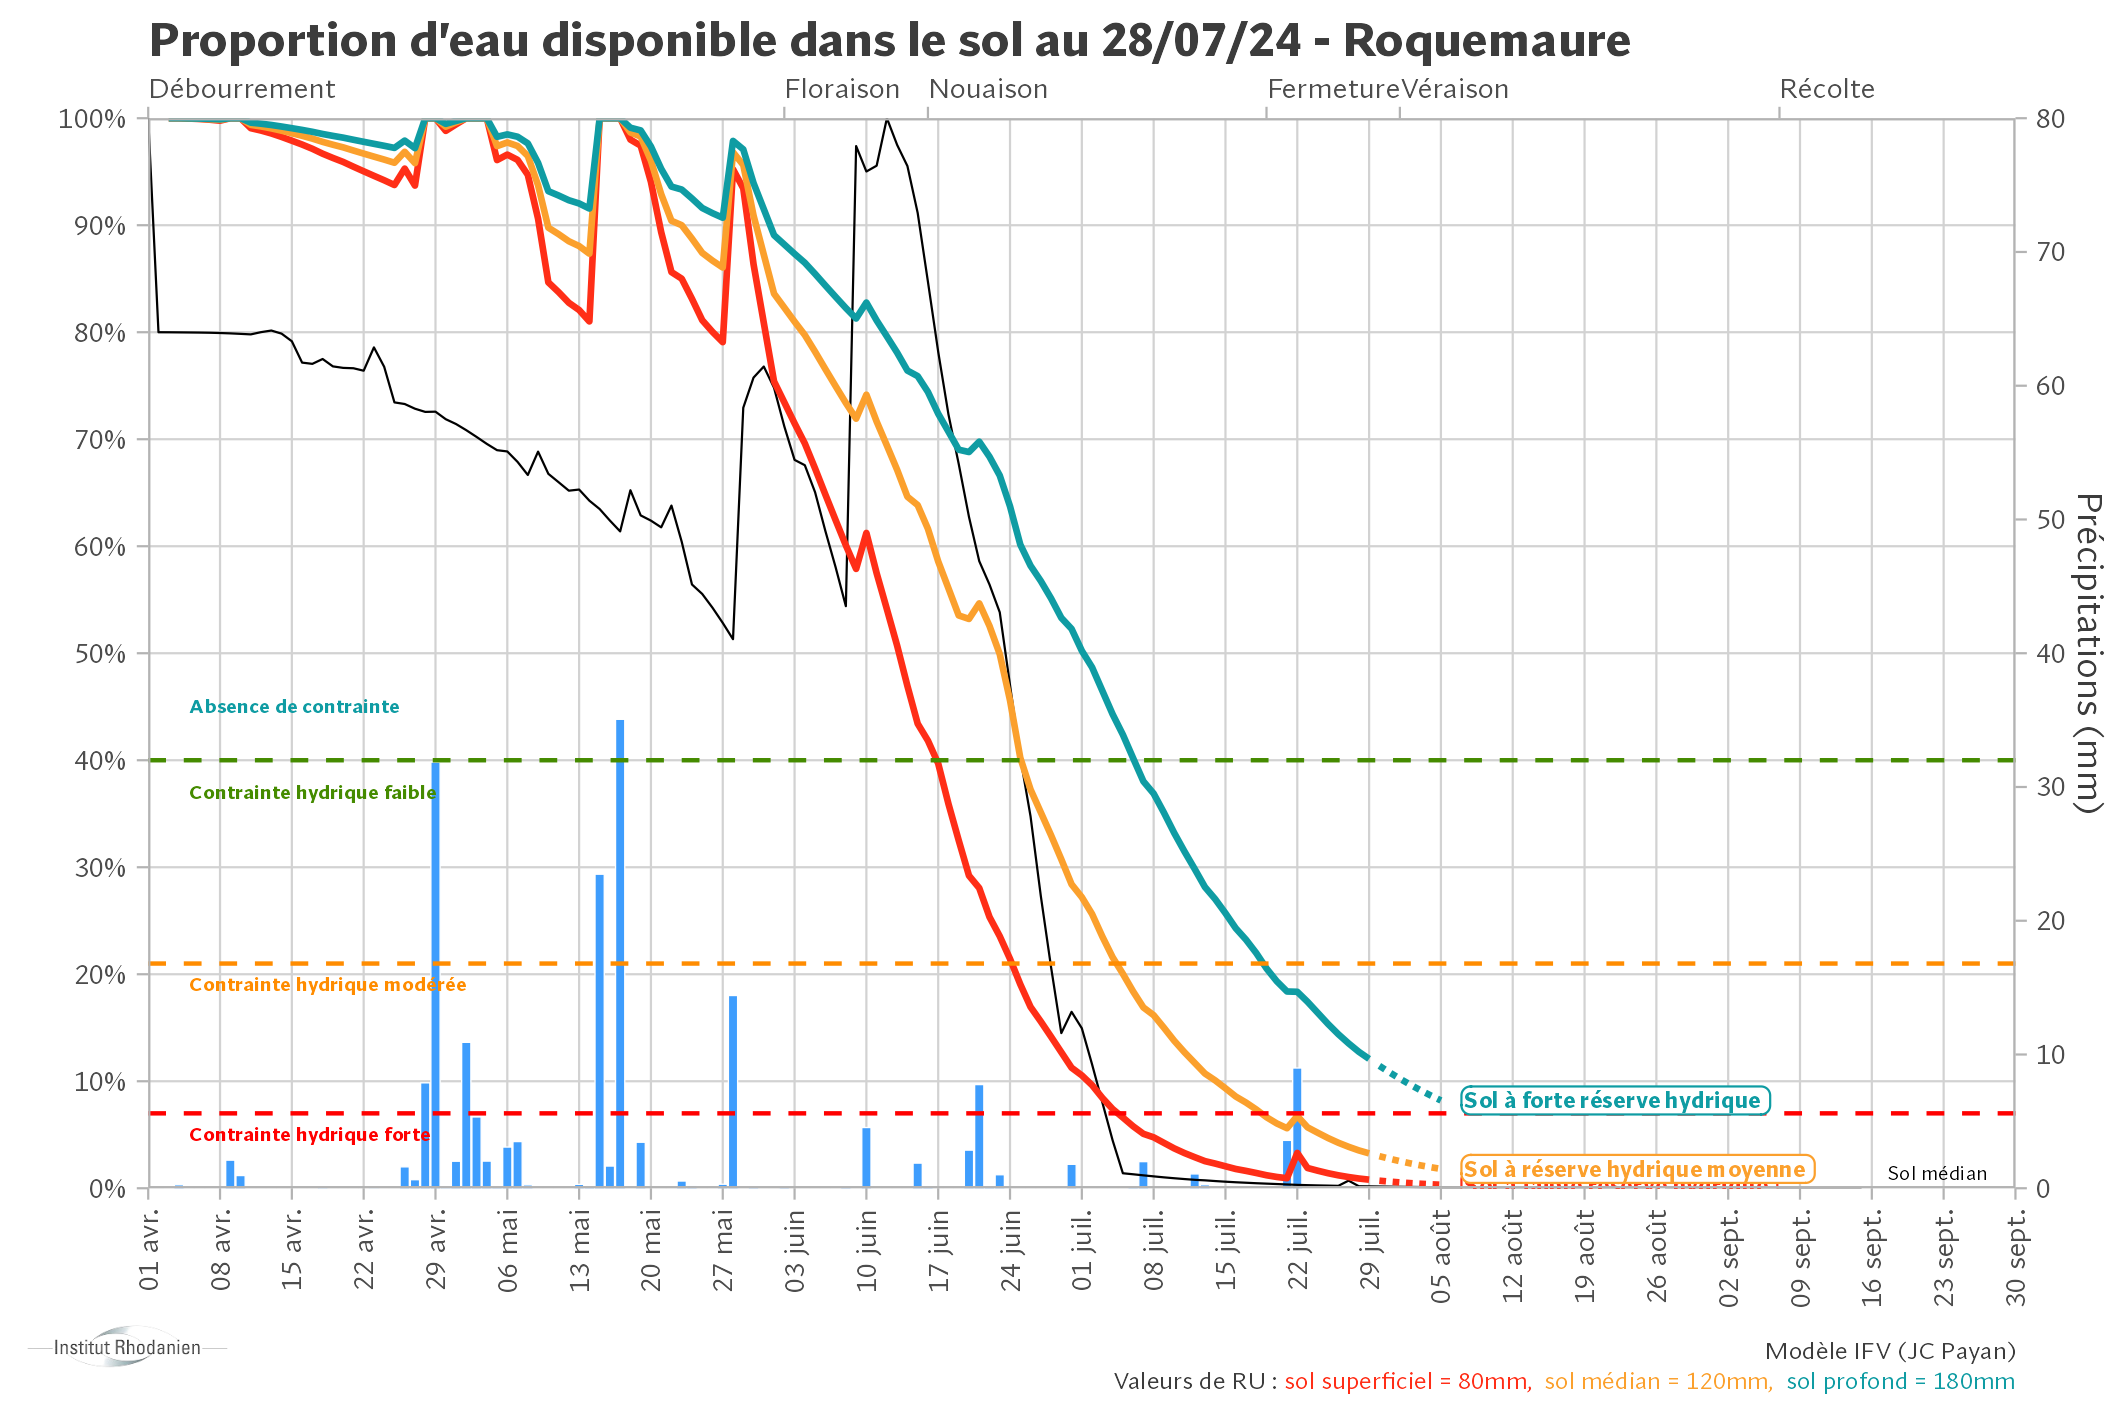 Proportion d'eau disponible dans le sol au 28/07/24 - Roquemaure
Débourrement Floraison Nouaison Fermeture Véraison Récolte
100%
90%
80%
70%
60%
50%
40%
30%
20%
10%
0%
80
70
60
50
40
30
20
10
0
Précipitations (mm)
Absence de contrainte
Contrainte hydrique faible
Contrainte hydrique modérée
Contrainte hydrique forte
Sol à forte réserve hydrique
Sol à réserve hydrique moyenne
Sol médian
01 avr.
08 avr.
15 avr.
22 avr.
29 avr.
06 mai
13 mai
20 mai
27 mai
03 juin
10 juin
17 juin
24 juin
01 juil.
08 juil.
15 juil.
22 juil.
29 juil.
05 août
12 août
19 août
26 août
02 sept.
09 sept.
16 sept.
23 sept.
30 sept.
Institut Rhodanien
Modèle IFV (JC Payan)
Valeurs de RU : sol superficiel = 80mm, sol médian = 120mm, sol profond = 180mm